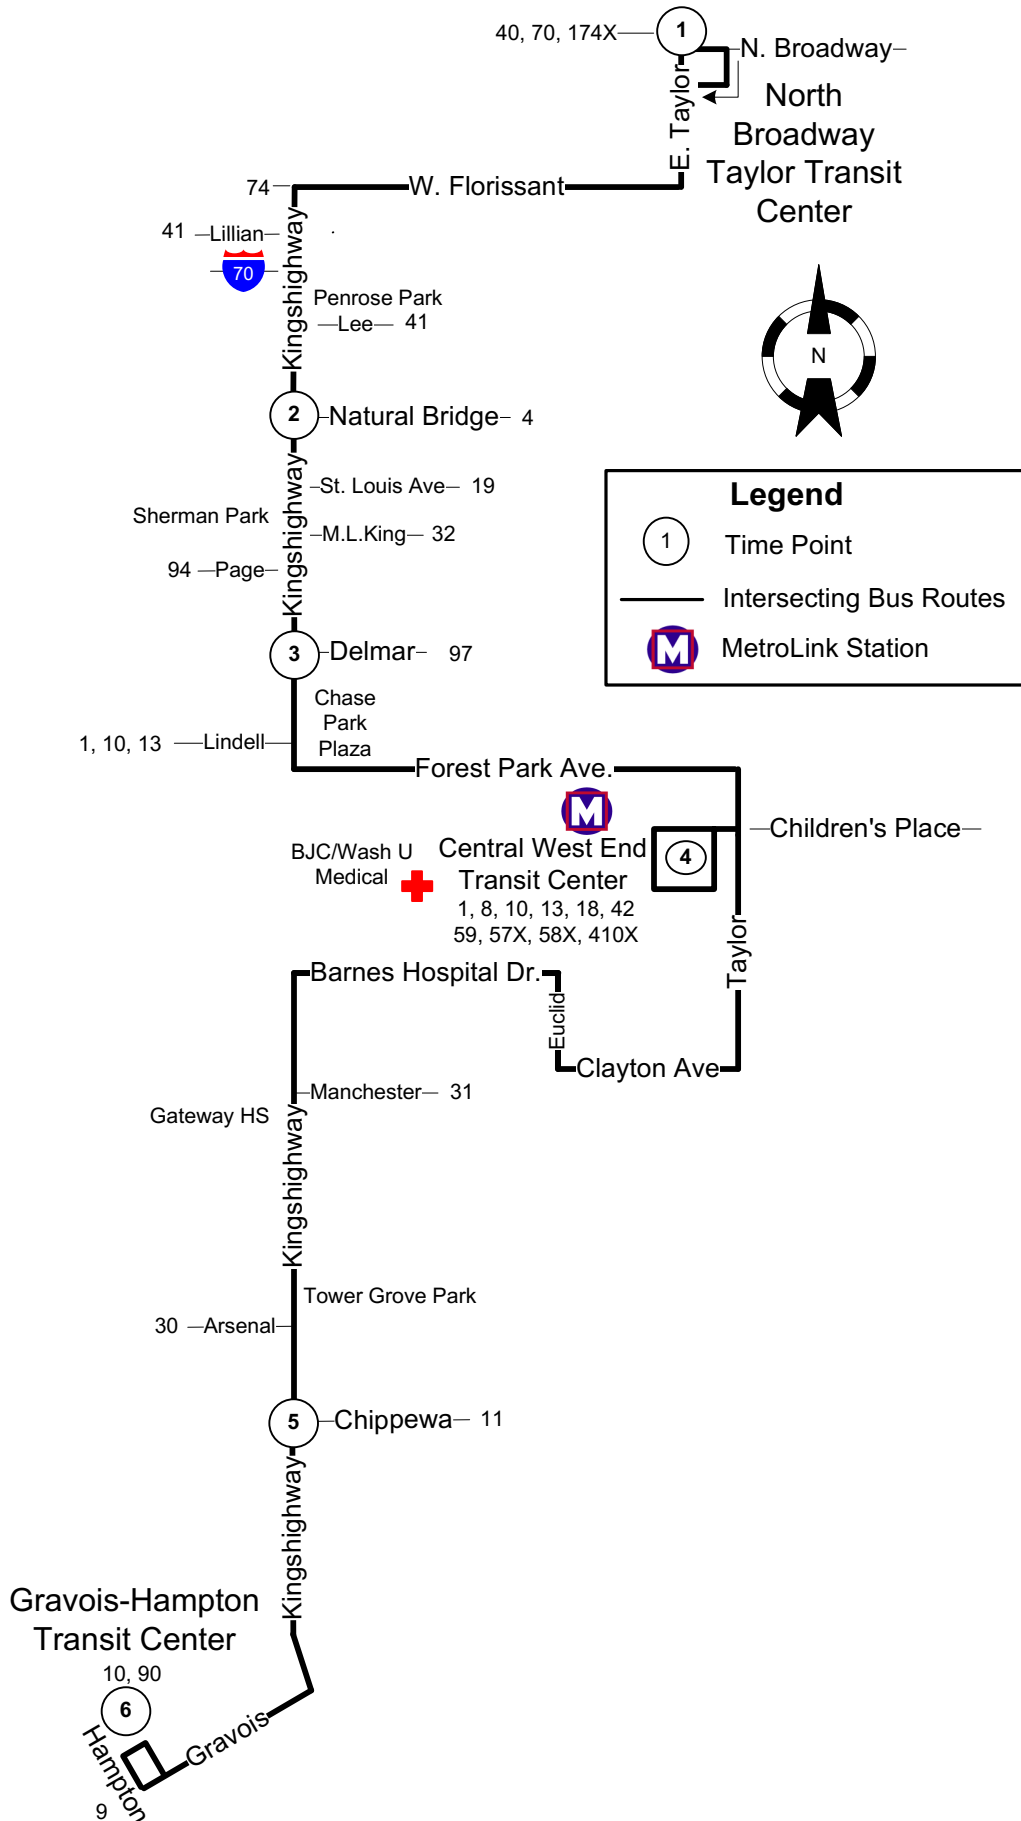 40, 70, 174X
1
N. Broadway
E. Taylor
North
Broadway
Taylor Transit
Center
74
W. Florissant
41
Lillian
70
Kingshighway
Penrose Park
Lee 41
N
2
Natural Bridge 4
Kingshighway
St. Louis Ave 19
Sherman Park
M.L.King 32
94 Page
3
Delmar 97
Legend
1 Time Point
Intersecting Bus Routes
M MetroLink Station
Chase
Park
Plaza
1, 10, 13 Lindell
Forest Park Ave.
M
Children's Place
BJC/Wash U
Medical
Central West End
Transit Center
1, 8, 10, 13, 18, 42
59, 57X, 58X, 410X
4
Taylor
Barnes Hospital Dr.
Euclid
Clayton Ave
Manchester 31
Gateway HS
Kingshighway
Tower Grove Park
30 Arsenal
5
Chippewa 11
Kingshighway
Gravois-Hampton
Transit Center
10, 90
6
Hampton
Gravois
9